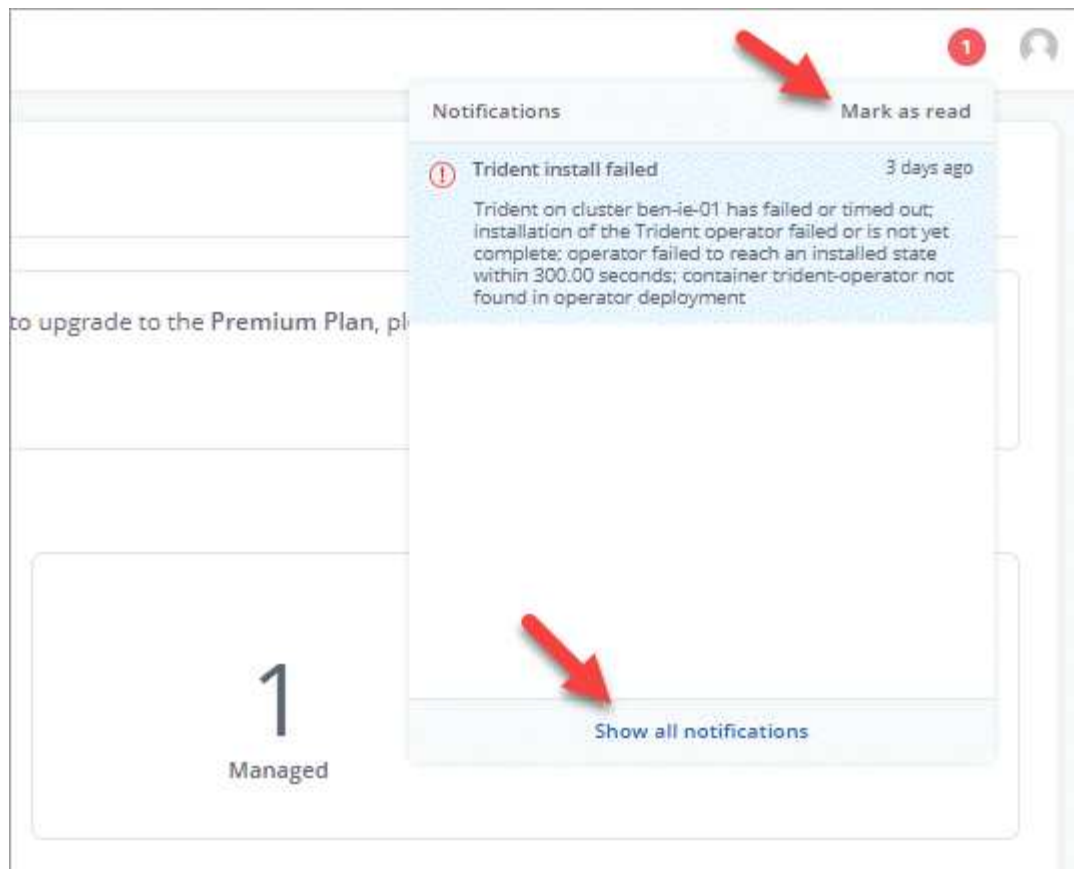 1
Notifications Mark as read
Trident install failed 3 days ago
Trident on cluster ben-ie-01 has failed or timed out;
installation of the Trident operator failed or is not yet
complete; operator failed to reach an installed state
within 300.00 seconds; container trident-operator not
found in operator deployment
to upgrade to the Premium Plan, pl
Show all notifications
1
Managed